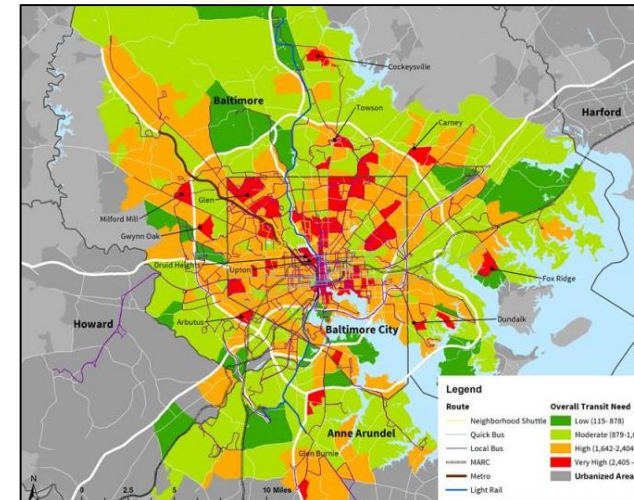 Cockeysville
Baltimore
Harford
Towson
Carney
Glen
Milford Mill
Gwynn Oak
Druid Heights
Upton
Fox Ridge
Howard
Arbutus
Dundalk
Baltimore City
Anne Arundel
Glen Burnie
N
0 2.5 5 10 Miles
Legend
Route
Neighborhood Shuttle
Quick Bus
Local Bus
MARC
Metro
Light Rail
Overall Transit Need
Low (115- 878)
Moderate (879-1,6
High (1,642-2,404
Very High (2,405 -
Urbanized Area